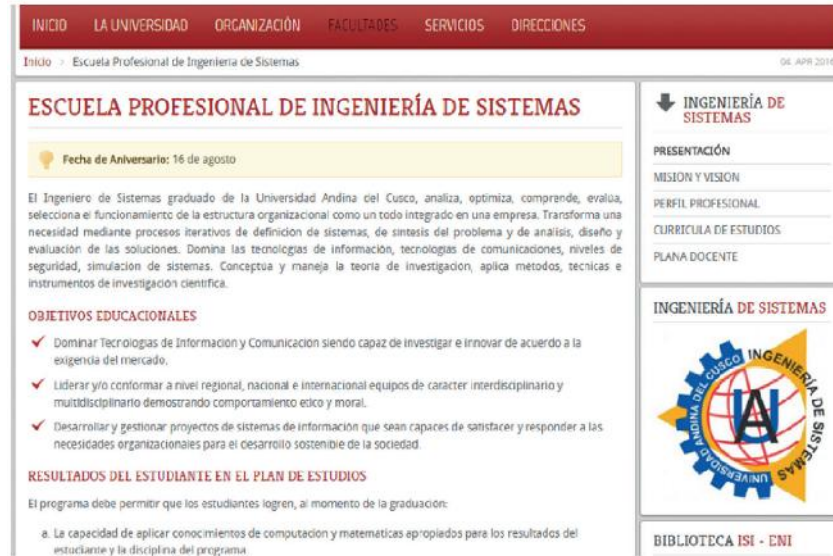 INICIO LA UNIVERSIDAD ORGANIZACIÓN FACULTADES SERVICIOS DIRECCIONES
Inicio > Escuela Profesional de Ingeniería de Sistemas
04. APR 2016
ESCUELA PROFESIONAL DE INGENIERÍA DE SISTEMAS
Fecha de Aniversario: 16 de agosto
El Ingeniero de Sistemas graduado de la Universidad Andina del Cusco, analiza, optimiza, comprende, evalúa,
selecciona el funcionamiento de la estructura organizacional como un todo integrado en una empresa. Transforma una
necesidad mediante procesos iterativos de definición de sistemas, de síntesis del problema y de análisis, diseño y
evaluación de las soluciones. Domina las tecnologías de información, tecnologías de comunicaciones, niveles de
seguridad, simulación de sistemas. Conceptúa y maneja la teoría de investigación, aplica métodos, técnicas e
instrumentos de investigación científica.
OBJETIVOS EDUCACIONALES
Dominar Tecnologías de Información y Comunicación siendo capaz de investigar e innovar de acuerdo a la
exigencia del mercado.
Liderar y/o conformar a nivel regional, nacional e internacional equipos de carácter interdisciplinario y
multidisciplinario demostrando comportamiento ético y moral.
Desarrollar y gestionar proyectos de sistemas de información que sean capaces de satisfacer y responder a las
necesidades organizacionales para el desarrollo sostenible de la sociedad.
RESULTADOS DEL ESTUDIANTE EN EL PLAN DE ESTUDIOS
El programa debe permitir que los estudiantes logren, al momento de la graduación:
a. La capacidad de aplicar conocimientos de computación y matemáticas apropiados para los resultados del
estudiante y la disciplina del programa.
INGENIERÍA DE
SISTEMAS
PRESENTACIÓN
MISIÓN Y VISIÓN
PERFIL PROFESIONAL
CURRICULA DE ESTUDIOS
PLANA DOCENTE
INGENIERÍA DE SISTEMAS
UNIVERSIDAD ANDINA DEL CUSCO INGENIERÍA DE SISTEMAS
UA
BIBLIOTECA ISI - ENI